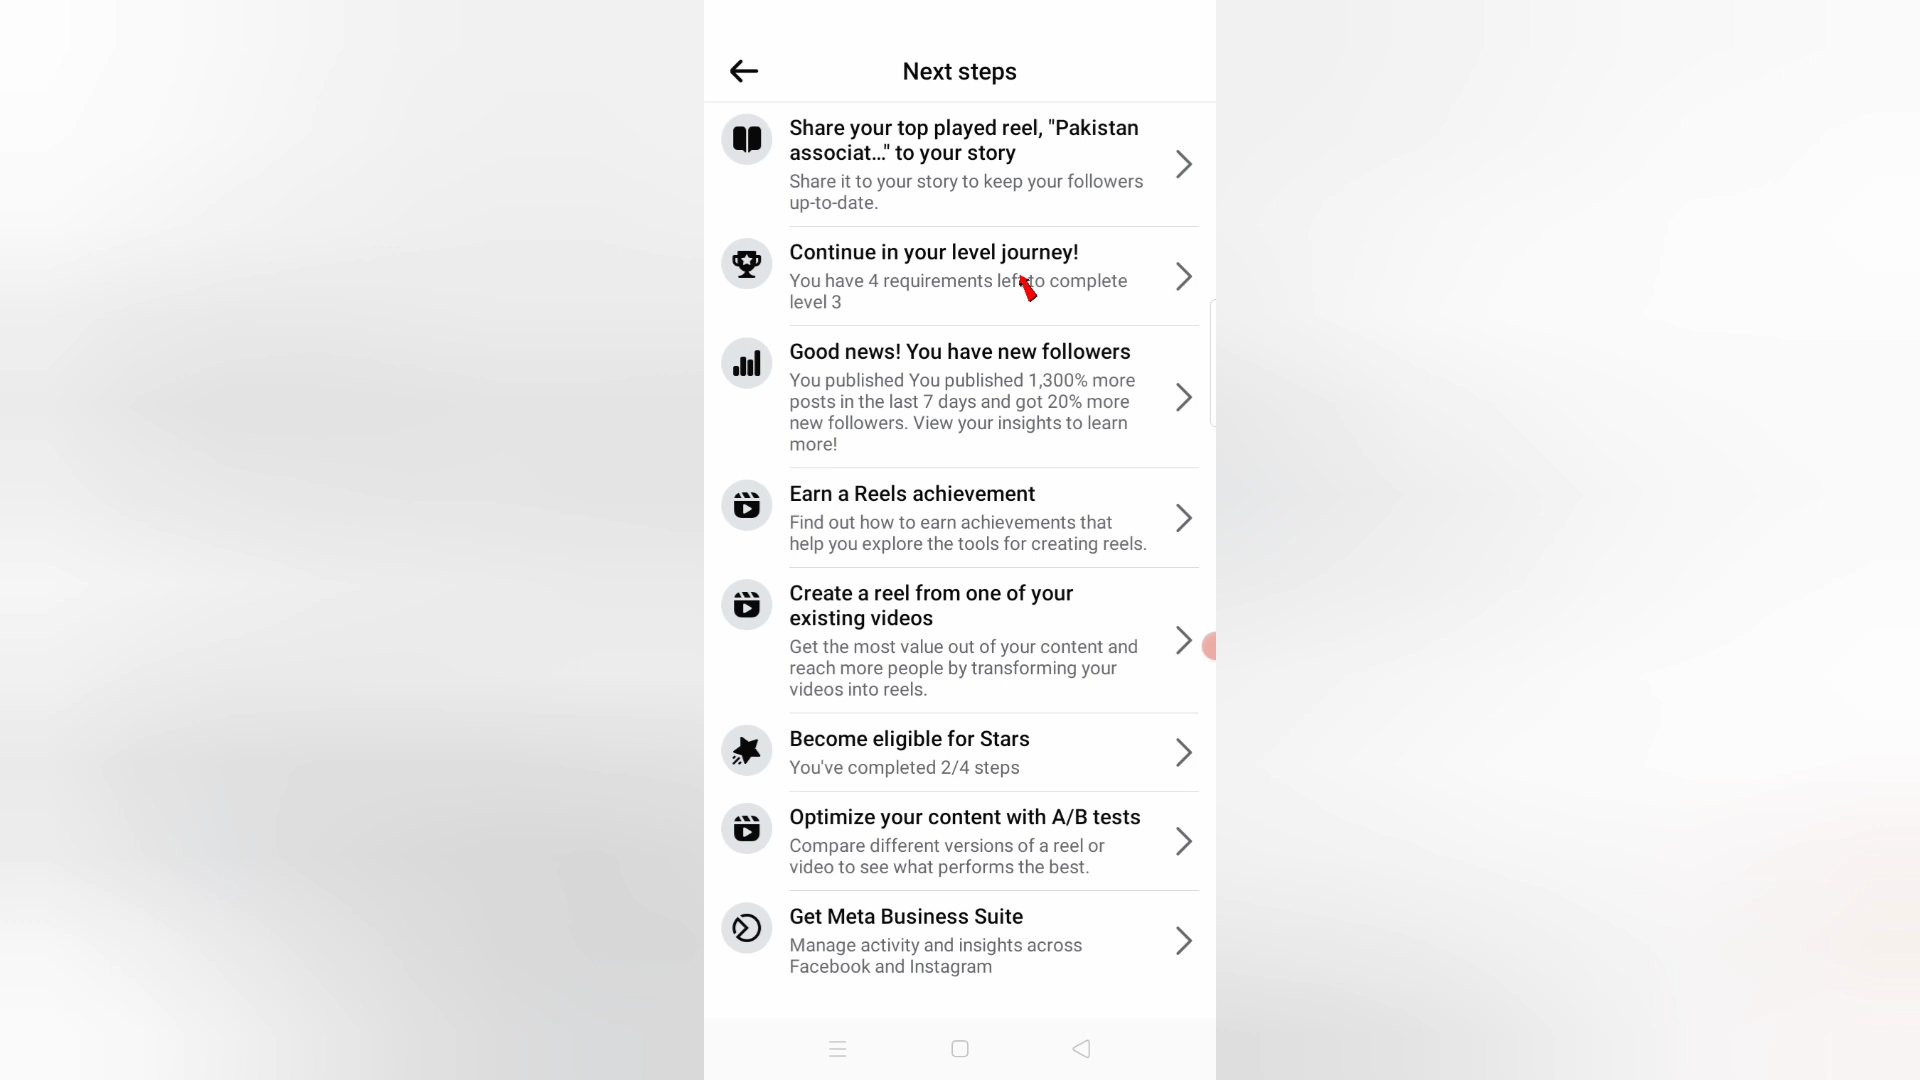 Next steps
Share your top played reel, "Pakistan
associat..." to your story
Share it to your story to keep your followers
up-to-date.
Continue in your level journey!
You have 4 requirements left to complete
level 3
Good news! You have new followers
You published You published 1,300% more
posts in the last 7 days and got 20% more
new followers. View your insights to learn
more!
Earn a Reels achievement
Find out how to earn achievements that
help you explore the tools for creating reels.
Create a reel from one of your
existing videos
Get the most value out of your content and
reach more people by transforming your
videos into reels.
Become eligible for Stars
You've completed 2/4 steps
Optimize your content with A/B tests
Compare different versions of a reel or
video to see what performs the best.
Get Meta Business Suite
Manage activity and insights across
Facebook and Instagram